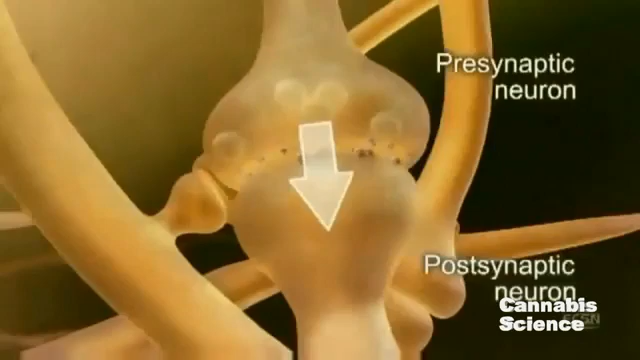 Presynaptic
neuron
Postsynaptic
neuron
Cannabis
Science